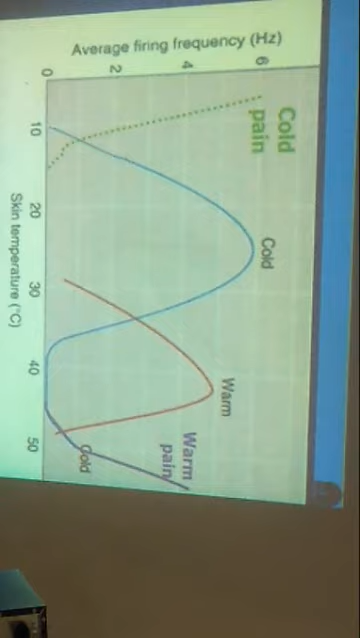 Average firing frequency (Hz)
6
4
2
0
10
20
30
40
50
Skin temperature (°C)
Cold
pain
Cold
Warm
Warm
pain
Cold